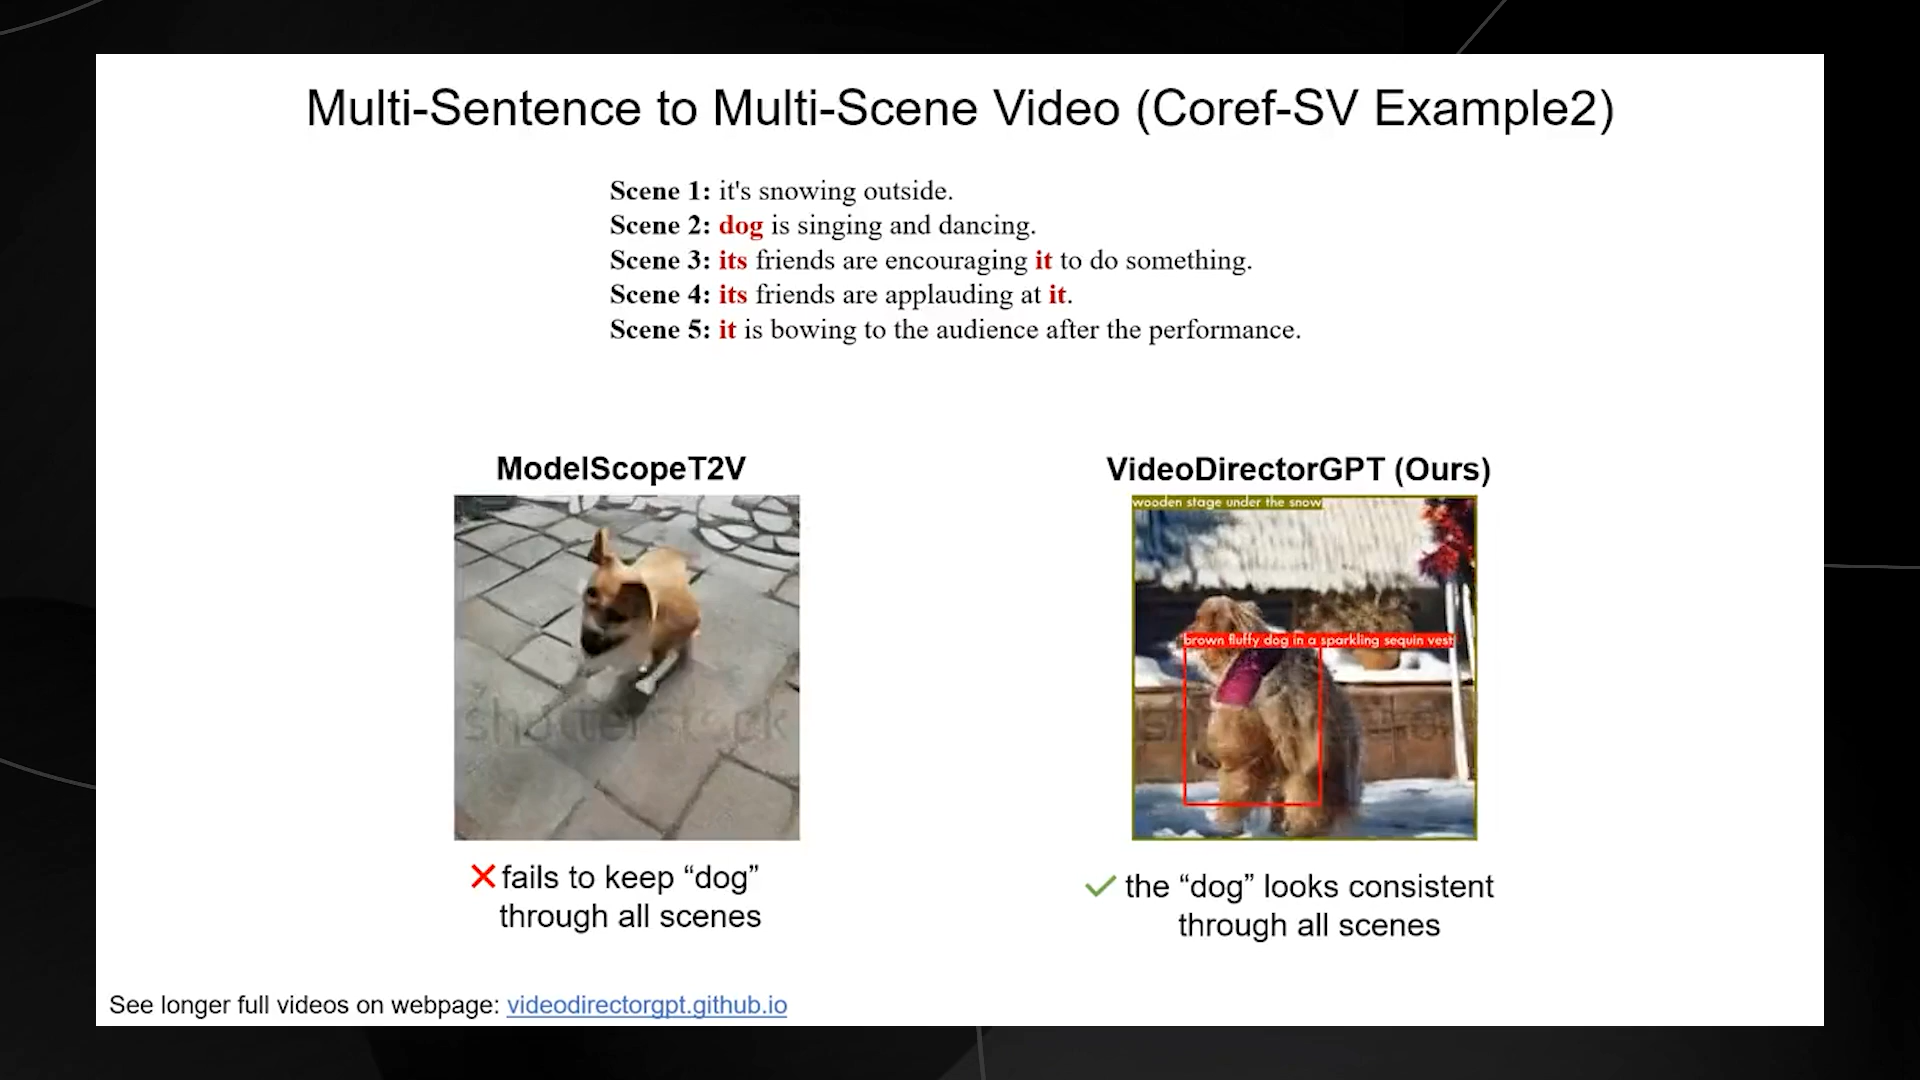 Multi-Sentence to Multi-Scene Video (Coref-SV Example2)
Scene 1: it's snowing outside.
Scene 2: dog is singing and dancing.
Scene 3: its friends are encouraging it to do something.
Scene 4: its friends are applauding at it.
Scene 5: it is bowing to the audience after the performance.
ModelScopeT2V
VideoDirectorGPT (Ours)
shutterstock
wooden stage under the snow
brown fluffy dog in a sparkling sequin vest
fails to keep “dog”
through all scenes
the “dog” looks consistent
through all scenes
See longer full videos on webpage: videodirectorgpt.github.io